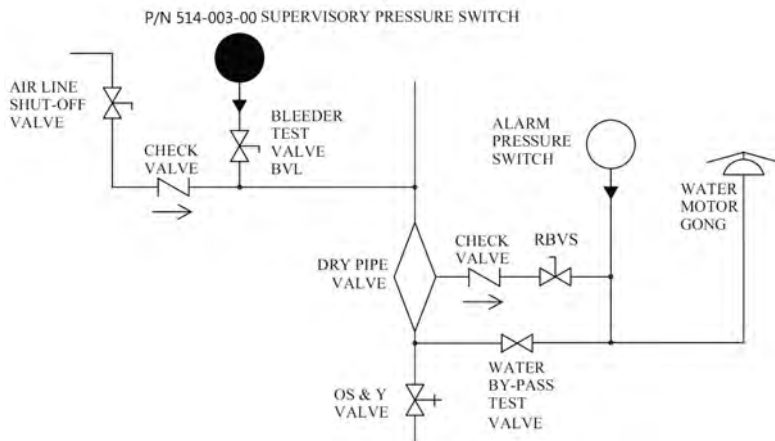 P/N 514-003-00 SUPERVISORY PRESSURE SWITCH
AIR LINE
SHUT-OFF
VALVE
BLEEDER
TEST
VALVE
BVL
CHECK
VALVE
ALARM
PRESSURE
SWITCH
WATER
MOTOR
GONG
DRY PIPE
VALVE
CHECK
VALVE
RBVS
OS & Y
VALVE
WATER
BY-PASS
TEST
VALVE